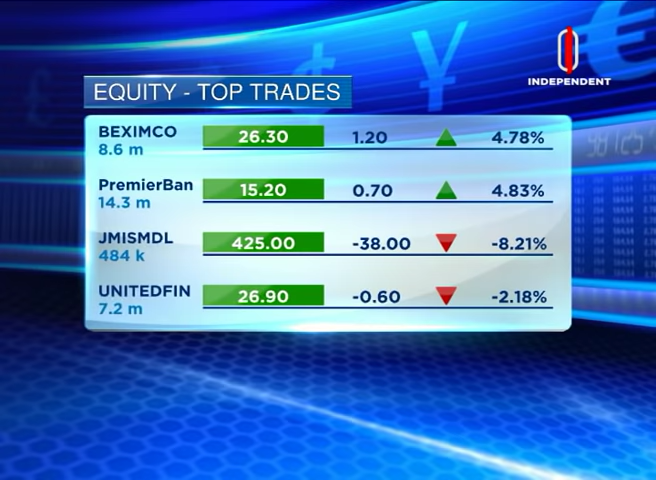 INDEPENDENT
EQUITY - TOP TRADES
BEXIMCO 26.30 1.20 4.78%
8.6 m
PremierBan 15.20 0.70 4.83%
14.3 m
JMISMDL 425.00 -38.00 -8.21%
484 k
UNITEDFIN 26.90 -0.60 -2.18%
7.2 m